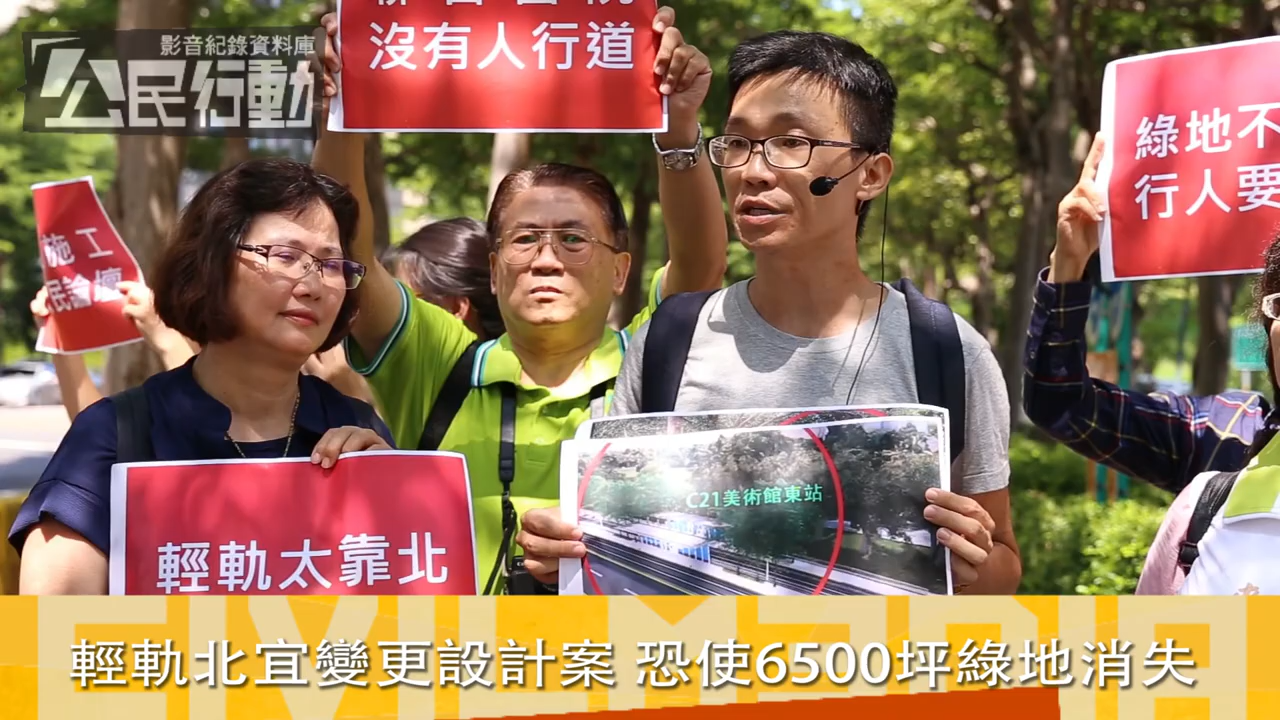 影音紀錄資料庫
公民行動
沒有人行道
施工
民論壇
綠地不
行人要
C21美術館東站
輕軌太靠北
輕軌北宜變更設計案 恐使6500坪綠地消失